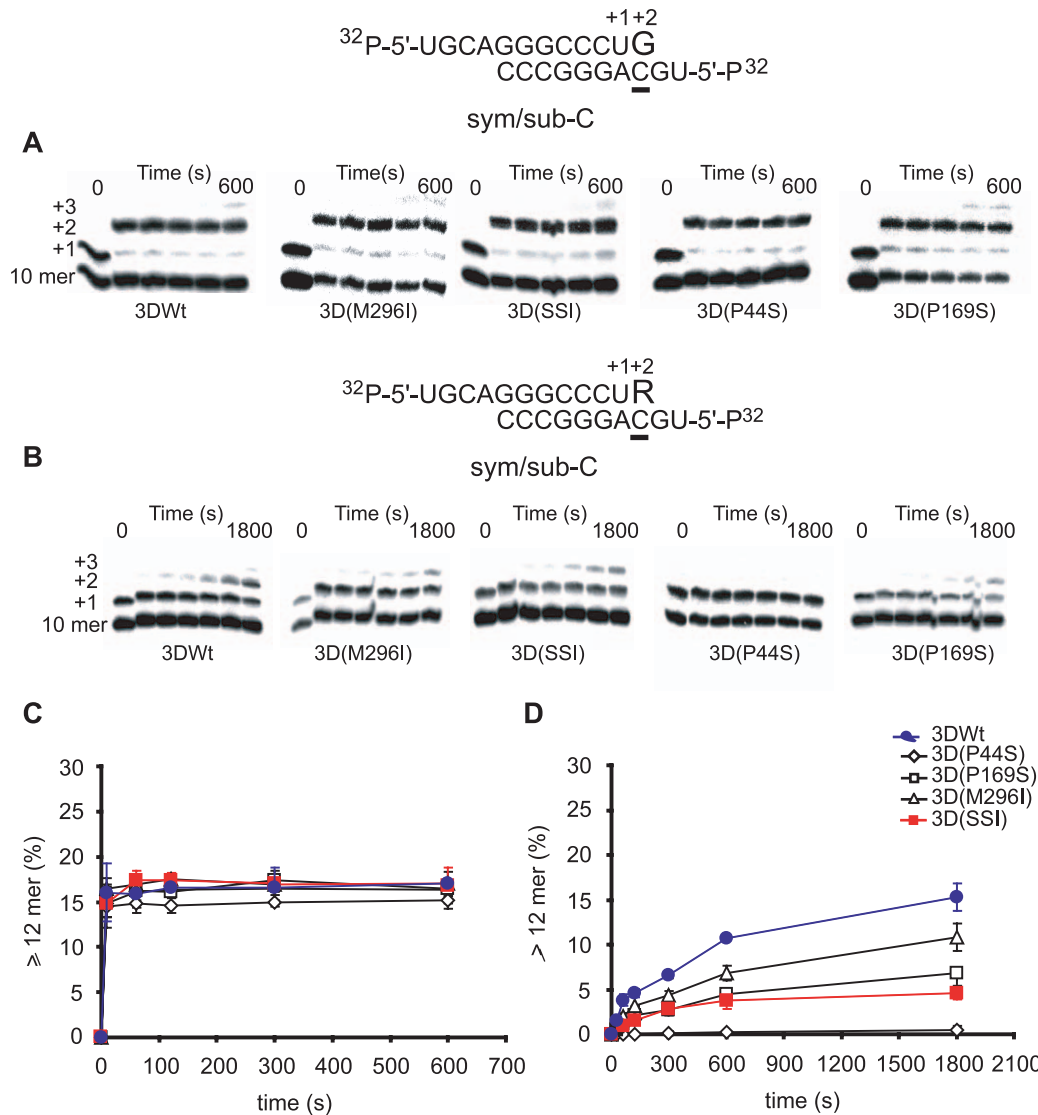 +1+2
32P-5'-UGCAGGGCCCUG
CCCGGGACGU-5'-P32
sym/sub-C
A
Time (s) Time(s) Time (s) Time (s) Time (s)
0 600 0 600 0 600 0 600 0 600
+3
+2
+1
10 mer
3DWt 3D(M296I) 3D(SSI) 3D(P44S) 3D(P169S)
+1+2
32P-5'-UGCAGGGCCCUR
CCCGGGACGU-5'-P32
B
sym/sub-C
Time (s) Time (s) Time (s) Time (s) Time (s)
0 1800 0 1800 0 1800 0 1800 0 1800
+3
+2
+1
10 mer
3DWt 3D(M296I) 3D(SSI) 3D(P44S) 3D(P169S)
C
30
25
20
15
10
5
0
⩾ 12 mer (%)
0 100 200 300 400 500 600 700
time (s)
D
3DWt
3D(P44S)
3D(P169S)
3D(M296I)
3D(SSI)
30
25
20
15
10
5
0
> 12 mer (%)
0 300 600 900 1200 1500 1800 2100
time (s)